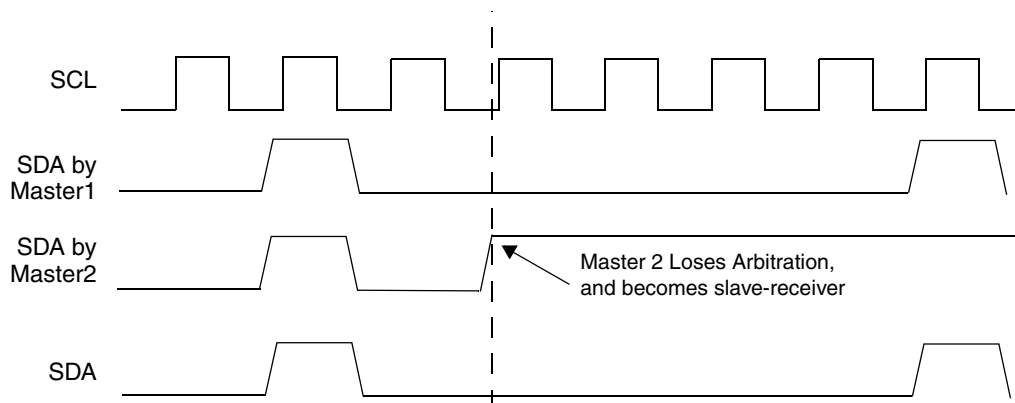 SCL
SDA by
Master1
SDA by
Master2
Master 2 Loses Arbitration,
and becomes slave-receiver
SDA